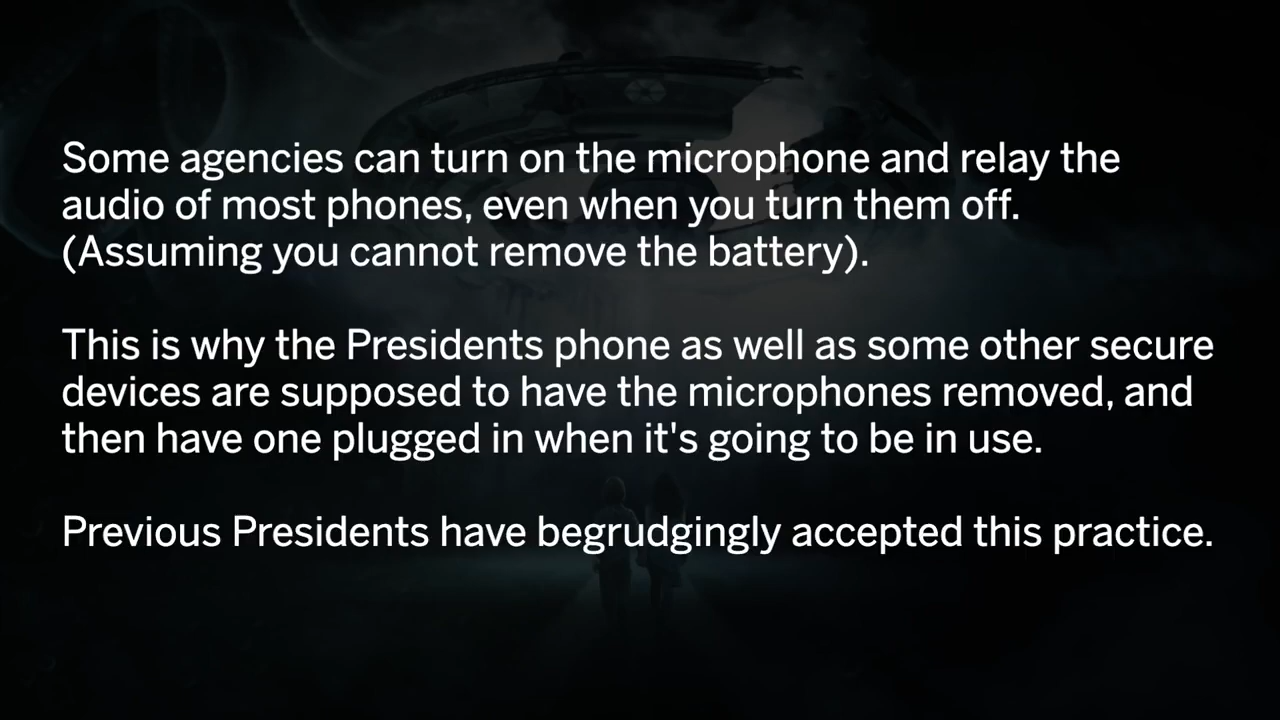 Some agencies can turn on the microphone and relay the
audio of most phones, even when you turn them off.
(Assuming you cannot remove the battery).
This is why the Presidents phone as well as some other secure
devices are supposed to have the microphones removed, and
then have one plugged in when it's going to be in use.
Previous Presidents have begrudgingly accepted this practice.